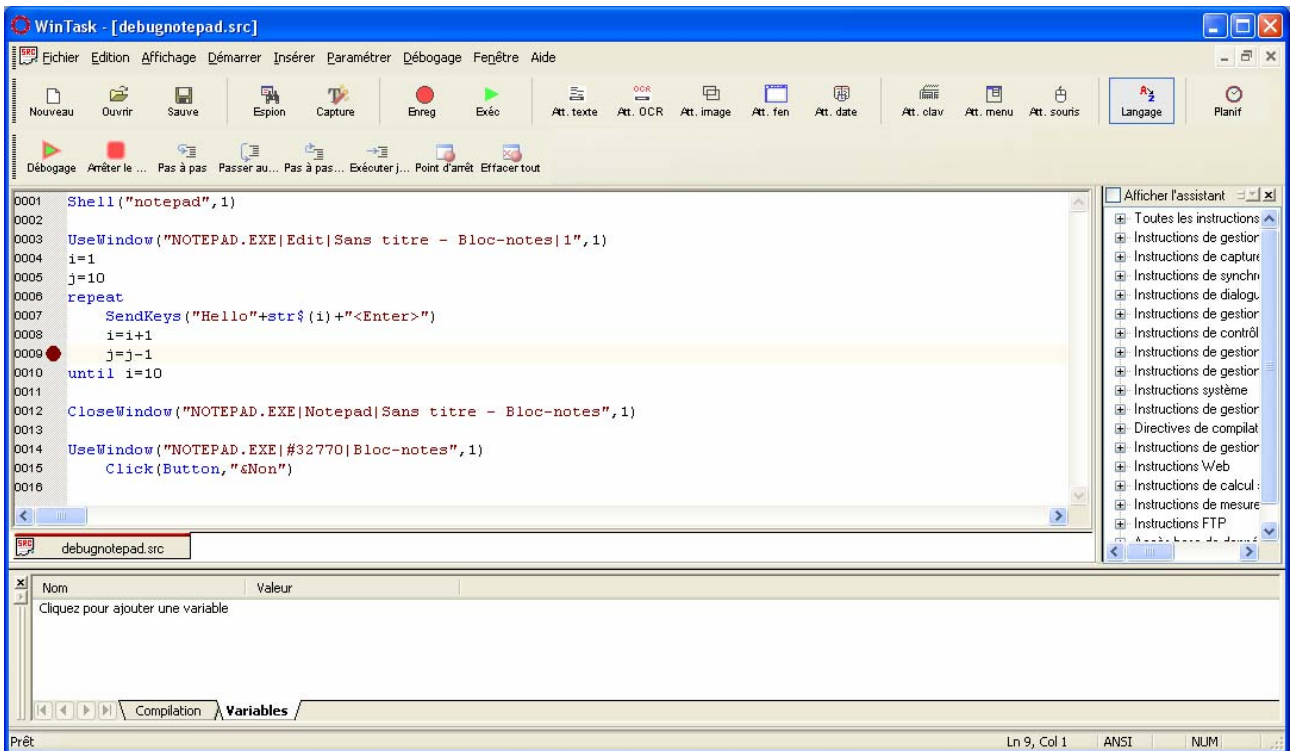 WinTask - [debugnotepad.src]
SRC Fichier Edition Affichage Démarrer Insérer Paramétrer Débogage Fenêtre Aide
Nouveau Ouvrir Sauve Espion Capture Enreg Exéc Att. texte OCR Att. OCR Att. image Att. fen Att. date Att. clav Att. menu Att. souris Langage Planif
Débogage Arrêter le ... Pas à pas Passer au... Pas à pas... Exécuter j... Point d'arrêt Effacer tout
0001 Shell("notepad",1)
0002
0003 UseWindow("NOTEPAD.EXE|Edit|Sans titre - Bloc-notes|1",1)
0004 i=1
0005 j=10
0006 repeat
0007 SendKeys("Hello"+str$(i)+"<Enter>")
0008 i=i+1
0009 j=j-1
0010 until i=10
0011
0012 CloseWindow("NOTEPAD.EXE|Notepad|Sans titre - Bloc-notes",1)
0013
0014 UseWindow("NOTEPAD.EXE|#32770|Bloc-notes",1)
0015 Click(Button,"&Non")
0016
SRC debugnotepad.src
Afficher l'assistant
Toutes les instructions
Instructions de gestion
Instructions de capture
Instructions de synchr
Instructions de dialogu
Instructions de gestion
Instructions de contrôl
Instructions de gestion
Instructions de gestion
Instructions système
Instructions de gestion
Directives de compilat
Instructions de gestion
Instructions Web
Instructions de calcul
Instructions de mesure
Instructions FTP
Nom Valeur
Cliquez pour ajouter une variable
Compilation Variables
Prêt Ln 9, Col 1 ANSI NUM